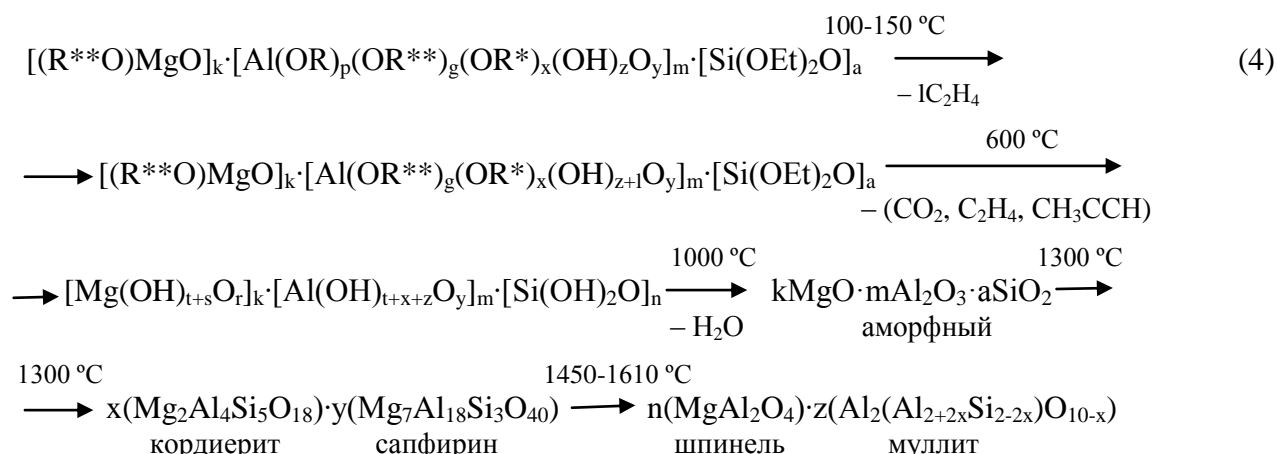 100-150 ºC
[(R**O)MgO]k·[Al(OR)p(OR**)g(OR*)x(OH)zOy]m·[Si(OEt)2O]a ⟶ (4)
– lC2H4
600 ºC
⟶ [(R**O)MgO]k·[Al(OR**)g(OR*)x(OH)z+lOy]m·[Si(OEt)2O]a ⟶
– (CO2, C2H4, CH3CCH)
1000 ºC 1300 ºC
⟶ [Mg(OH)t+sOr]k·[Al(OH)t+x+zOy]m·[Si(OH)2O]n ⟶ kMgO·mAl2O3·aSiO2 ⟶
– H2O аморфный
1300 ºC 1450-1610 ºC
⟶ x(Mg2Al4Si5O18)·y(Mg7Al18Si3O40) ⟶ n(MgAl2O4)·z(Al2(Al2+2xSi2-2x)O10-x)
кордиерит сапфирин шпинель муллит